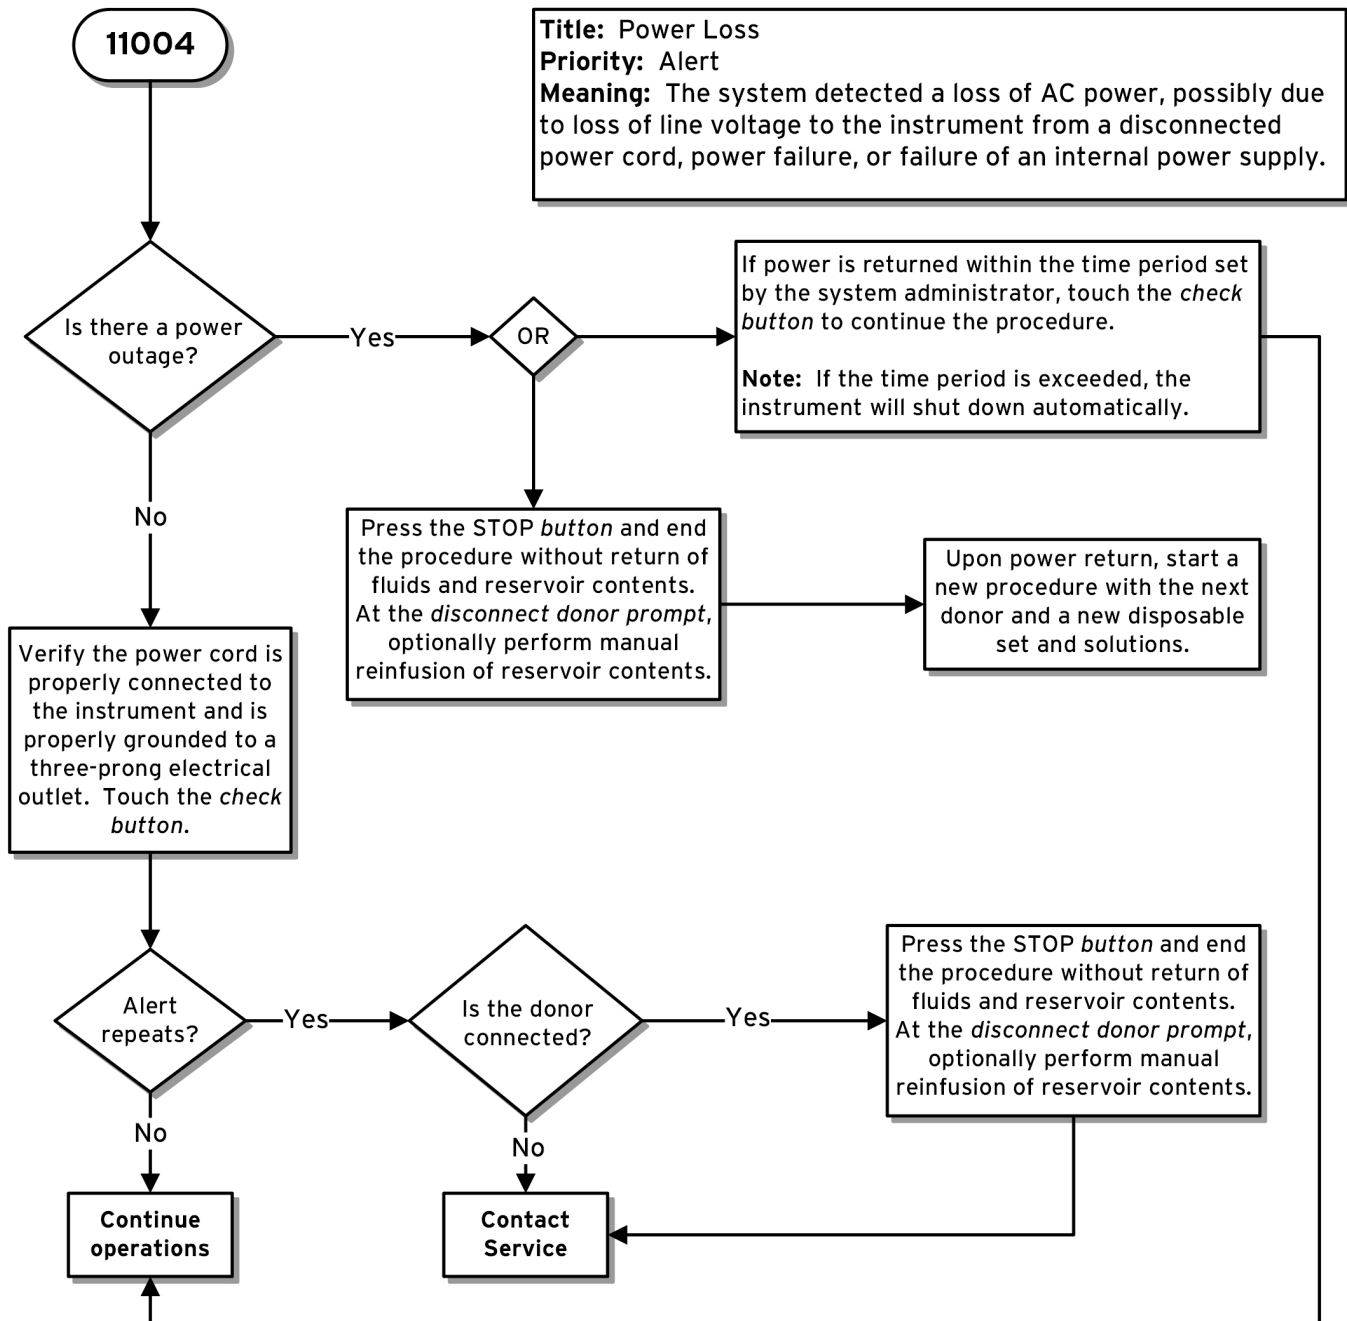 11004
Title: Power Loss
Priority: Alert
Meaning: The system detected a loss of AC power, possibly due
to loss of line voltage to the instrument from a disconnected
power cord, power failure, or failure of an internal power supply.
Is there a power
outage?
Yes
OR
If power is returned within the time period set
by the system administrator, touch the check
button to continue the procedure.
Note: If the time period is exceeded, the
instrument will shut down automatically.
No
Press the STOP button and end
the procedure without return of
fluids and reservoir contents.
At the disconnect donor prompt,
optionally perform manual
reinfusion of reservoir contents.
Upon power return, start a
new procedure with the next
donor and a new disposable
set and solutions.
Verify the power cord is
properly connected to
the instrument and is
properly grounded to a
three-prong electrical
outlet. Touch the check
button.
Alert
repeats?
Yes
Is the donor
connected?
Yes
Press the STOP button and end
the procedure without return of
fluids and reservoir contents.
At the disconnect donor prompt,
optionally perform manual
reinfusion of reservoir contents.
No
No
Continue
operations
Contact
Service